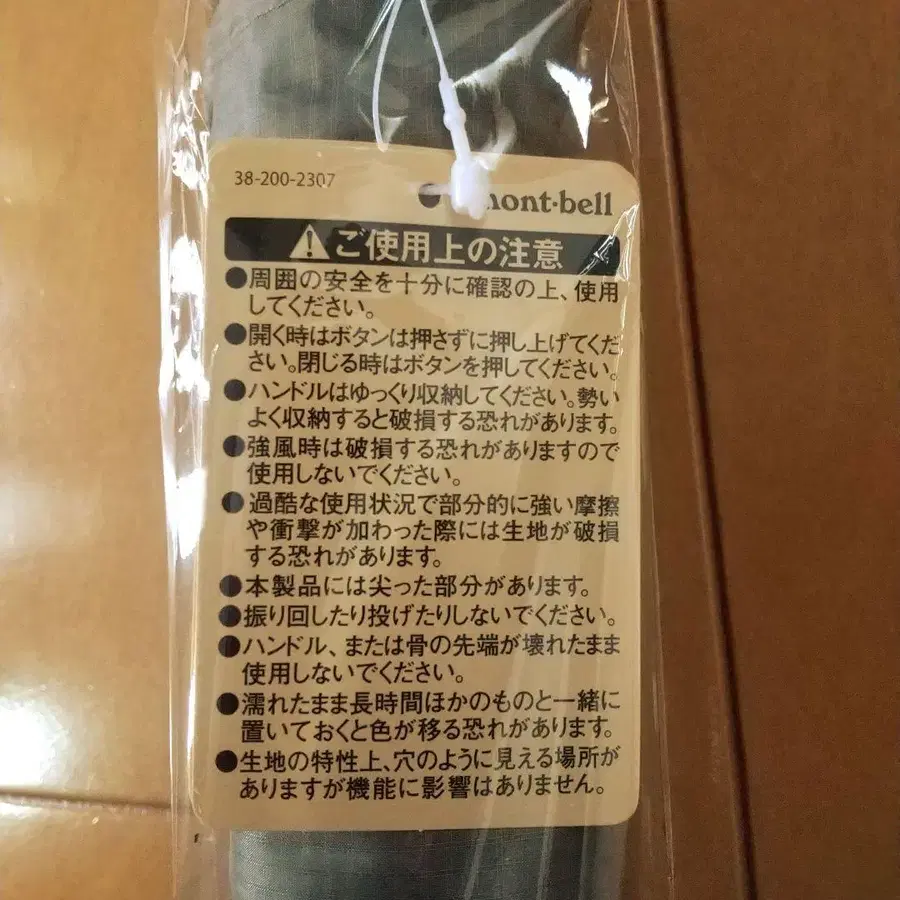 38-200-2307
mont-bell
⚠ご使用上の注意
●周囲の安全を十分に確認の上、使用
してください。
●開く時はボタンは押さずに押し上げてくだ
さい。閉じる時はボタンを押してください。
●ハンドルはゆっくり収納してください。勢い
よく収納すると破損する恐れがあります。
●強風時は破損する恐れがありますので
使用しないでください。
●過酷な使用状況で部分的に強い摩擦
や衝撃が加わった際には生地が破損
する恐れがあります。
●本製品には尖った部分があります。
●振り回したり投げたりしないでください。
●ハンドル、または骨の先端が壊れたまま
使用しないでください。
●濡れたまま長時間ほかのものと一緒に
置いておくと色が移る恐れがあります。
●生地の特性上、穴のように見える場所が
ありますが機能に影響はありません。